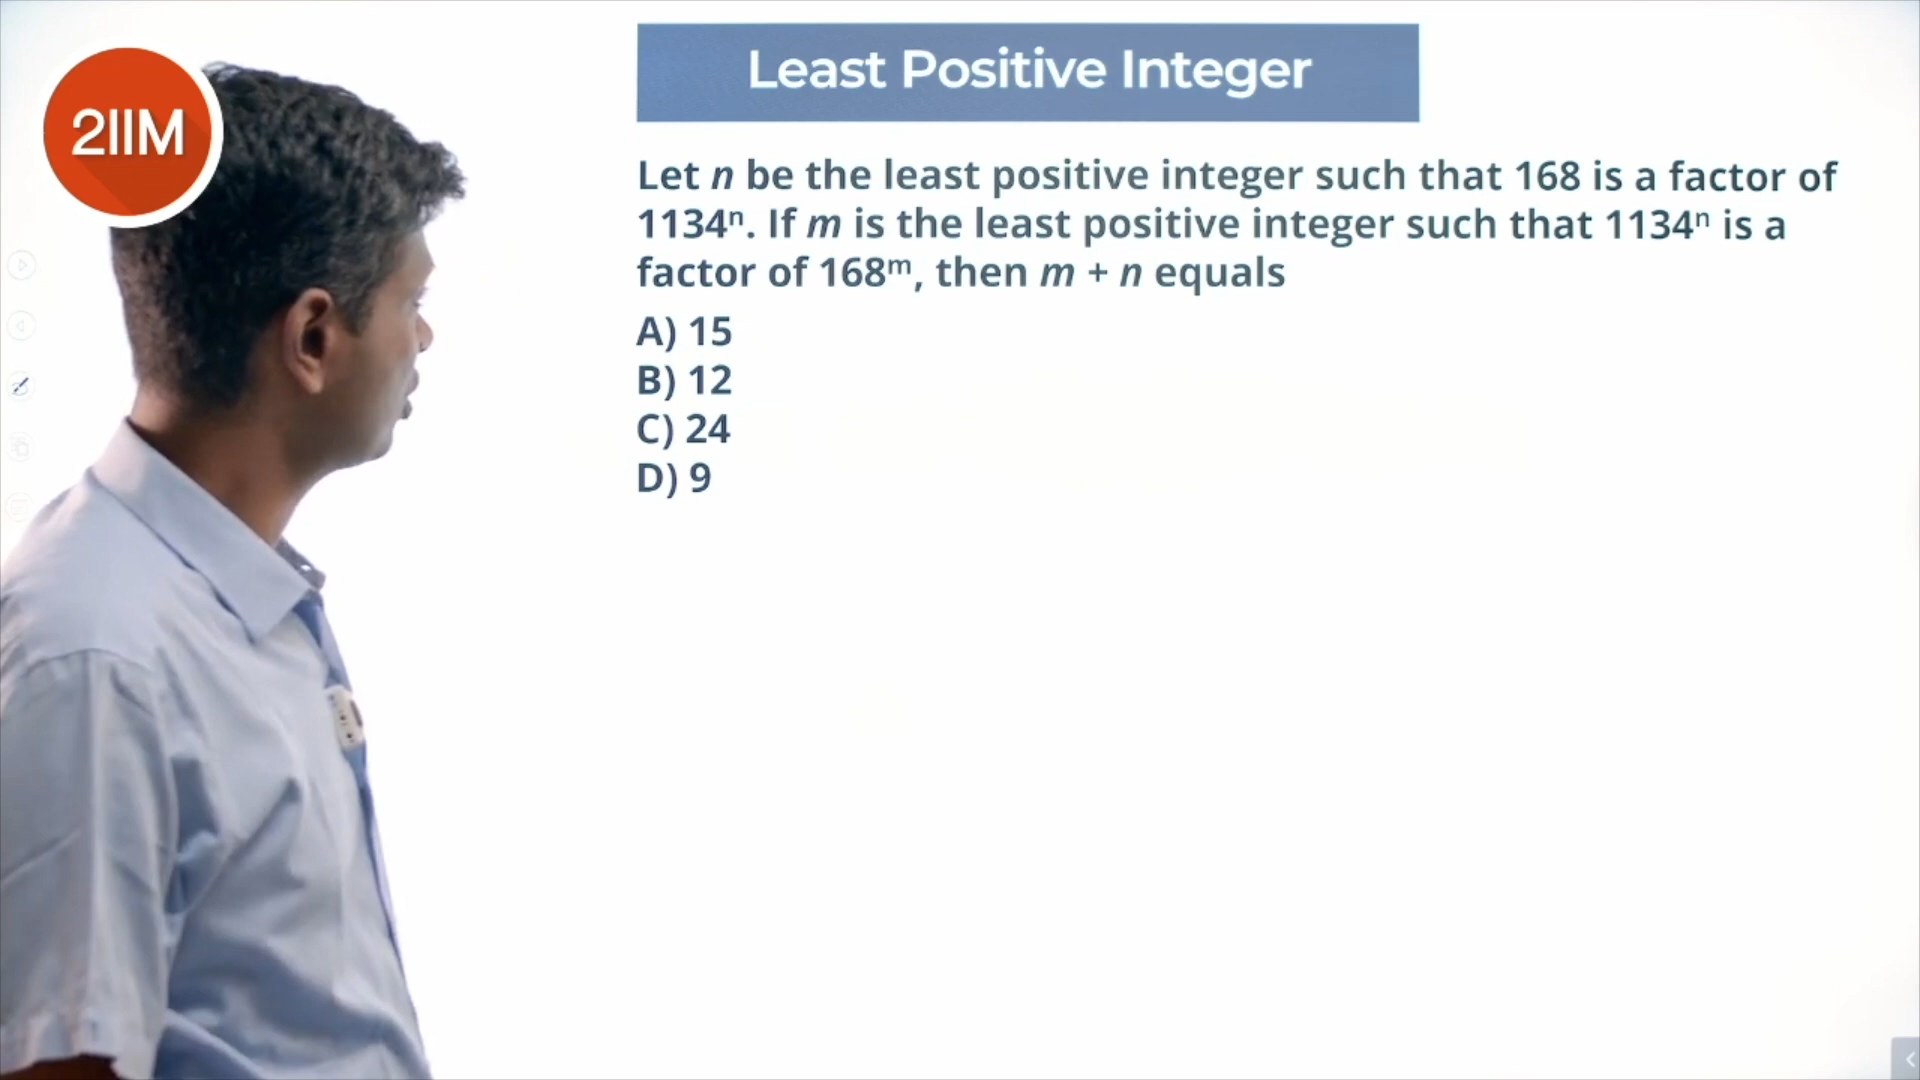 2IIM
Least Positive Integer
Let n be the least positive integer such that 168 is a factor of
1134ⁿ. If m is the least positive integer such that 1134ⁿ is a
factor of 168ᵐ, then m + n equals
A) 15
B) 12
C) 24
D) 9